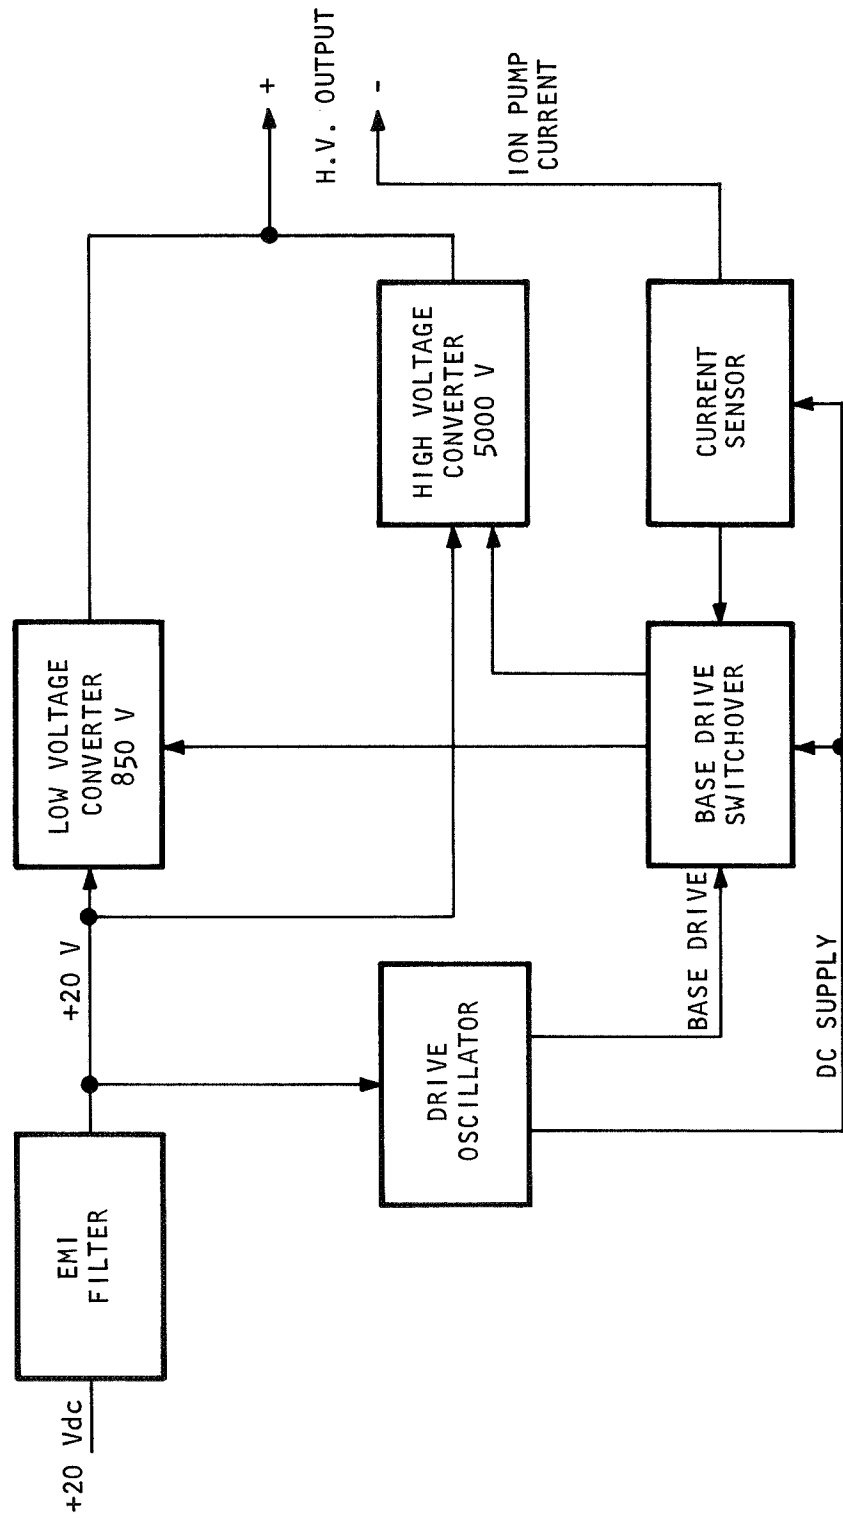 +20 Vdc
EMI
FILTER
+20 V
LOW VOLTAGE
CONVERTER
850 V
H.V. OUTPUT
+
-
DRIVE
OSCILLATOR
HIGH VOLTAGE
CONVERTER
5000 V
ION PUMP
CURRENT
BASE DRIVE
BASE DRIVE
SWITCHOVER
CURRENT
SENSOR
DC SUPPLY